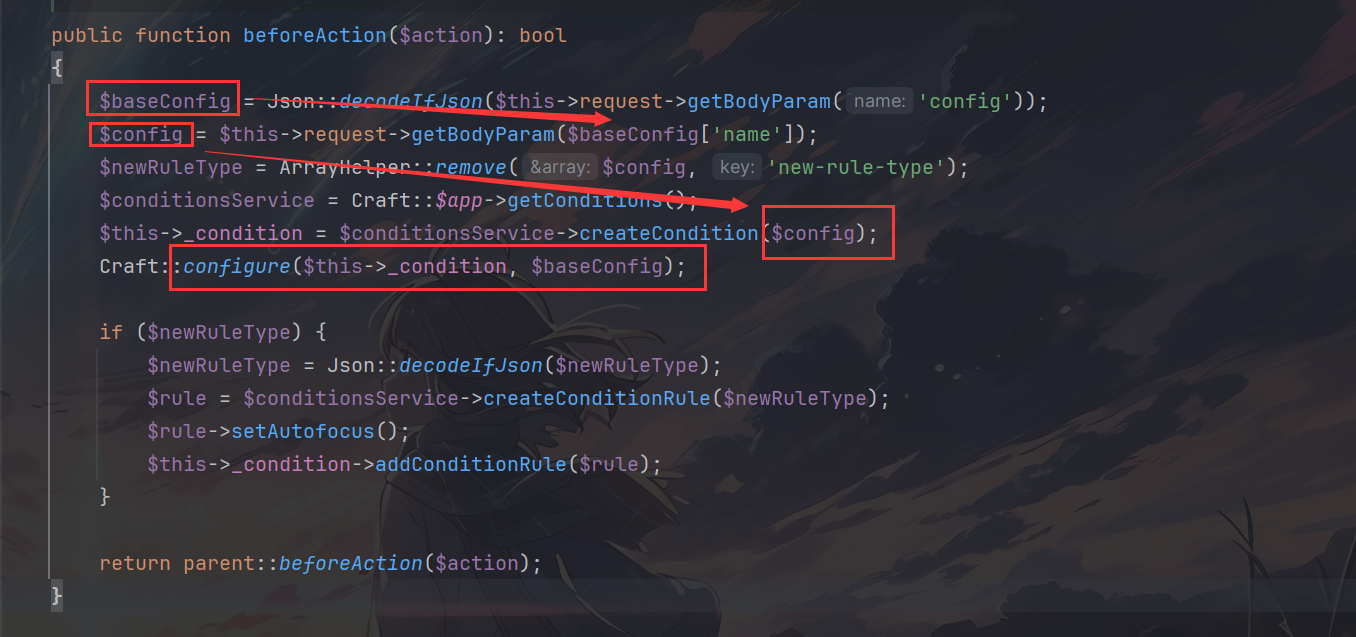 public function beforeAction($action): bool
{
$baseConfig = Json::decodeIfJson($this->request->getBodyParam( name: 'config'));
$config = $this->request->getBodyParam($baseConfig['name']);
$newRuleType = ArrayHelper::remove( &array: $config, key: 'new-rule-type');
$conditionsService = Craft::$app->getConditions();
$this->_condition = $conditionsService->createCondition($config);
Craft::configure($this->_condition, $baseConfig);
if ($newRuleType) {
$newRuleType = Json::decodeIfJson($newRuleType);
$rule = $conditionsService->createConditionRule($newRuleType);
$rule->setAutofocus();
$this->_condition->addConditionRule($rule);
}
return parent::beforeAction($action);
}